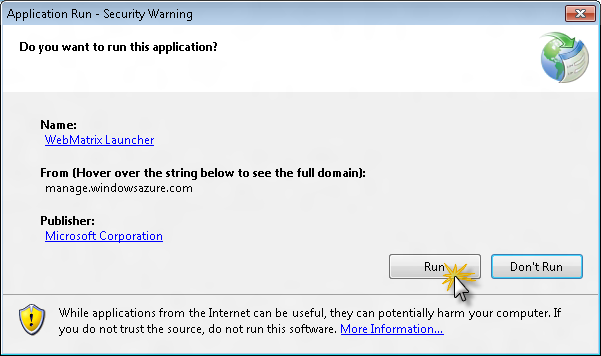 Application Run - Security Warning
Do you want to run this application?
Name:
WebMatrix Launcher
From (Hover over the string below to see the full domain):
manage.windowsazure.com
Publisher:
Microsoft Corporation
Run
Don't Run
While applications from the Internet can be useful, they can potentially harm your computer. If
you do not trust the source, do not run this software. More Information...